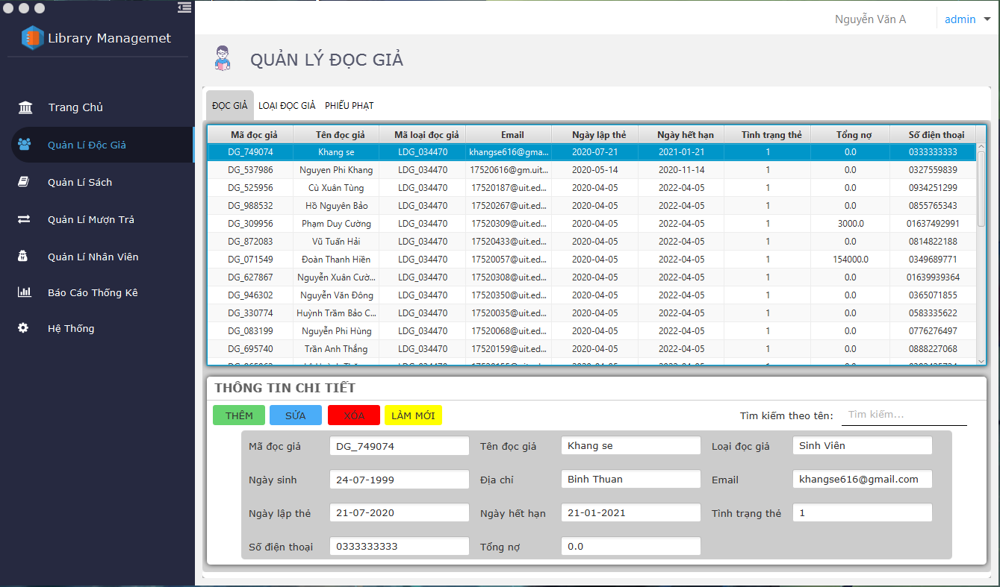 Library Managemet
Nguyễn Văn A admin
QUẢN LÝ ĐỌC GIẢ
Trang Chủ
Quản Lí Độc Giả
Quản Lí Sách
Quản Lí Mượn Trả
Quản Lí Nhân Viên
Báo Cáo Thống Kê
Hệ Thống
ĐỌC GIẢ LOẠI ĐỌC GIẢ PHIẾU PHẠT
Mã đọc giả Tên đọc giả Mã loại đọc giả Email Ngày lập thẻ Ngày hết hạn Tình trạng thẻ Tổng nợ Số điện thoại
DG_749074 Khang se LDG_034470 khangse616@gma... 2020-07-21 2021-01-21 1 0.0 0333333333
DG_537986 Nguyen Phi Khang LDG_034470 17520616@gm.uit... 2020-05-14 2020-11-14 1 0.0 0327559839
DG_525956 Cù Xuân Tùng LDG_034470 17520187@uit.ed... 2020-04-05 2022-04-05 1 0.0 0934251299
DG_988532 Hồ Nguyên Bảo LDG_034470 17520267@uit.ed... 2020-04-05 2022-04-05 1 0.0 0855765343
DG_309956 Phạm Duy Cường LDG_034470 17520309@uit.ed... 2020-04-05 2022-04-05 1 3000.0 01637492991
DG_872083 Vũ Tuấn Hải LDG_034470 17520433@uit.ed... 2020-04-05 2022-04-05 1 0.0 0814822188
DG_071549 Đoàn Thanh Hiền LDG_034470 17520057@uit.ed... 2020-04-05 2022-04-05 1 154000.0 0349689771
DG_627867 Nguyễn Xuân Cườ... LDG_034470 17520308@uit.ed... 2020-04-05 2022-04-05 1 0.0 01639939364
DG_946302 Nguyễn Văn Đông LDG_034470 17520350@uit.ed... 2020-04-05 2022-04-05 1 0.0 0365071855
DG_330774 Huỳnh Trầm Bảo C... LDG_034470 17520035@uit.ed... 2020-04-05 2022-04-05 1 0.0 0583335622
DG_083199 Nguyễn Phi Hùng LDG_034470 17520068@uit.ed... 2020-04-05 2022-04-05 1 0.0 0776276497
DG_695740 Trần Anh Thắng LDG_034470 17520159@uit.ed... 2020-04-05 2022-04-05 1 0.0 0888227068
THÔNG TIN CHI TIẾT
THÊM SỬA XÓA LÀM MỚI Tìm kiếm theo tên: Tìm kiếm...
Mã đọc giả DG_749074 Tên đọc giả Khang se Loại đọc giả Sinh Viên
Ngày sinh 24-07-1999 Địa chỉ Binh Thuan Email khangse616@gmail.com
Ngày lập thẻ 21-07-2020 Ngày hết hạn 21-01-2021 Tình trạng thẻ 1
Số điện thoại 0333333333 Tổng nợ 0.0